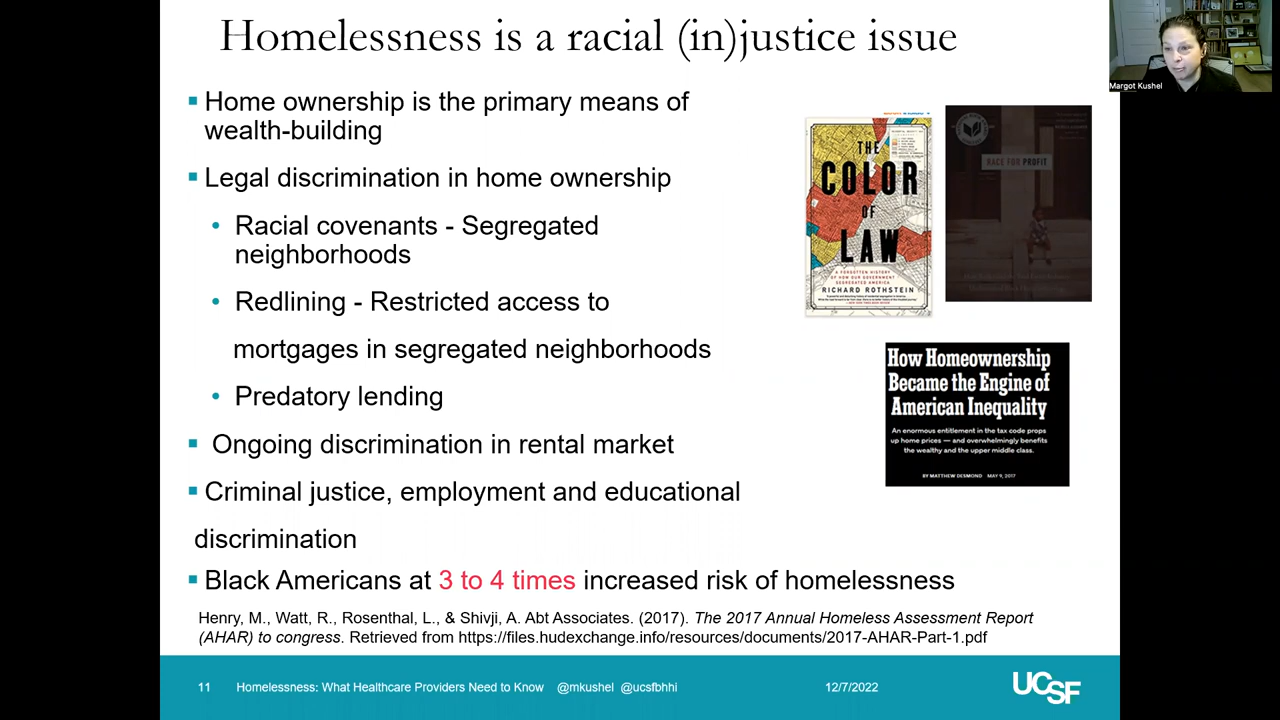 Homelessness is a racial (in)justice issue
Margot Kushel
Home ownership is the primary means of
wealth-building
Legal discrimination in home ownership
Racial covenants - Segregated
neighborhoods
Redlining - Restricted access to
mortgages in segregated neighborhoods
Predatory lending
Ongoing discrimination in rental market
Criminal justice, employment and educational
discrimination
Black Americans at 3 to 4 times increased risk of homelessness
THE
COLOR
OF
LAW
A FORGOTTEN HISTORY
OF HOW OUR GOVERNMENT
SEGREGATED AMERICA
RICHARD ROTHSTEIN
RACE FOR PROFIT
How Homeownership
Became the Engine of
American Inequality
An enormous entitlement in the tax code props
up home prices — and overwhelmingly benefits
the wealthy and the upper middle class.
BY MATTHEW DESMOND MAY 9, 2017
Henry, M., Watt, R., Rosenthal, L., & Shivji, A. Abt Associates. (2017). The 2017 Annual Homeless Assessment Report
(AHAR) to congress. Retrieved from https://files.hudexchange.info/resources/documents/2017-AHAR-Part-1.pdf
11 Homelessness: What Healthcare Providers Need to Know @mkushel @ucsfbhhi 12/7/2022
UCSF